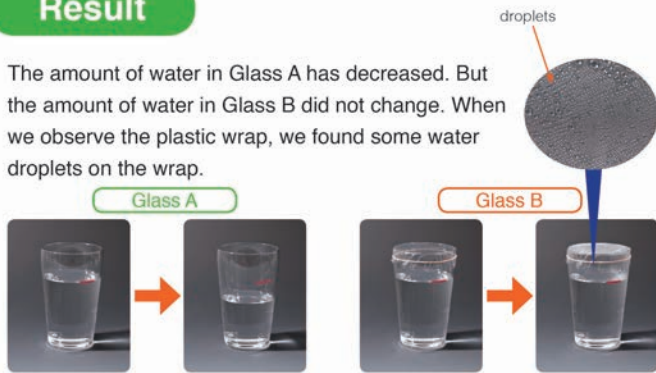 Result
droplets
The amount of water in Glass A has decreased. But
the amount of water in Glass B did not change. When
we observe the plastic wrap, we found some water
droplets on the wrap.
Glass A
Glass B